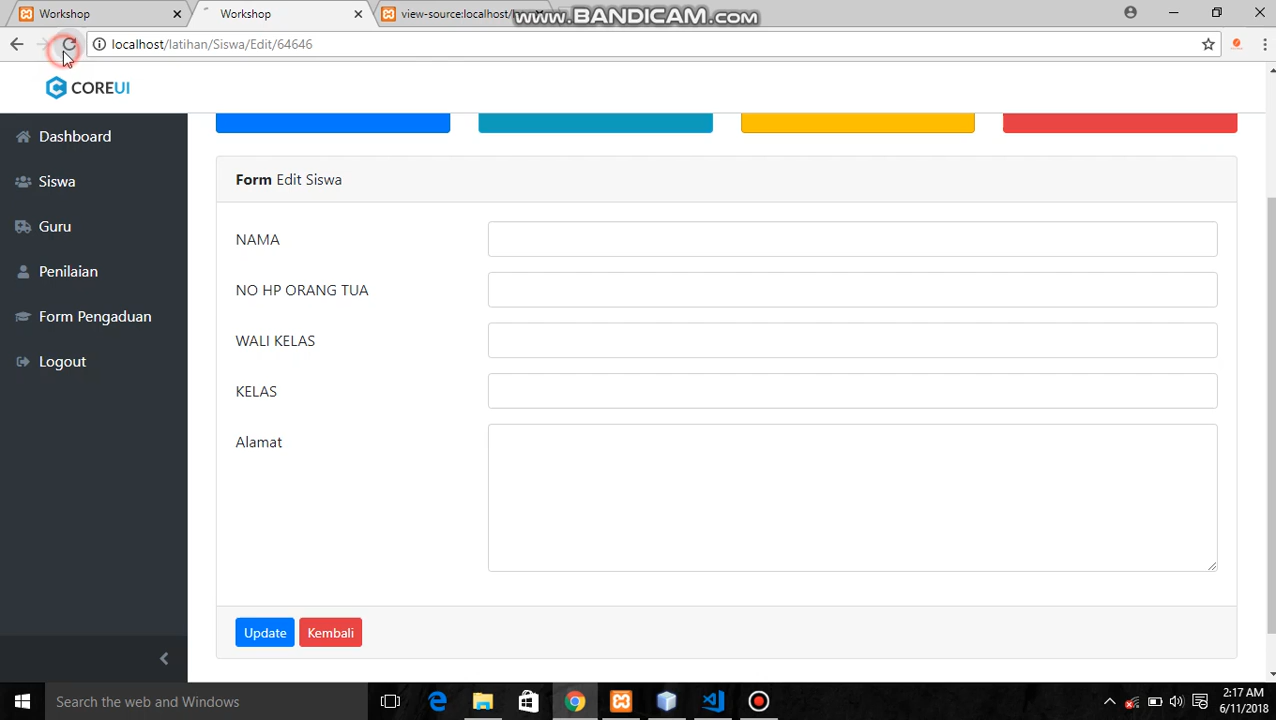 www.BANDICAM.com
Workshop
Workshop
view-source:localhost/
localhost/latihan/Siswa/Edit/64646
COREUI
Dashboard
Siswa
Guru
Penilaian
Form Pengaduan
Logout
Form Edit Siswa
NAMA
NO HP ORANG TUA
WALI KELAS
KELAS
Alamat
Update
Kembali
Search the web and Windows
2:17 AM
6/11/2018